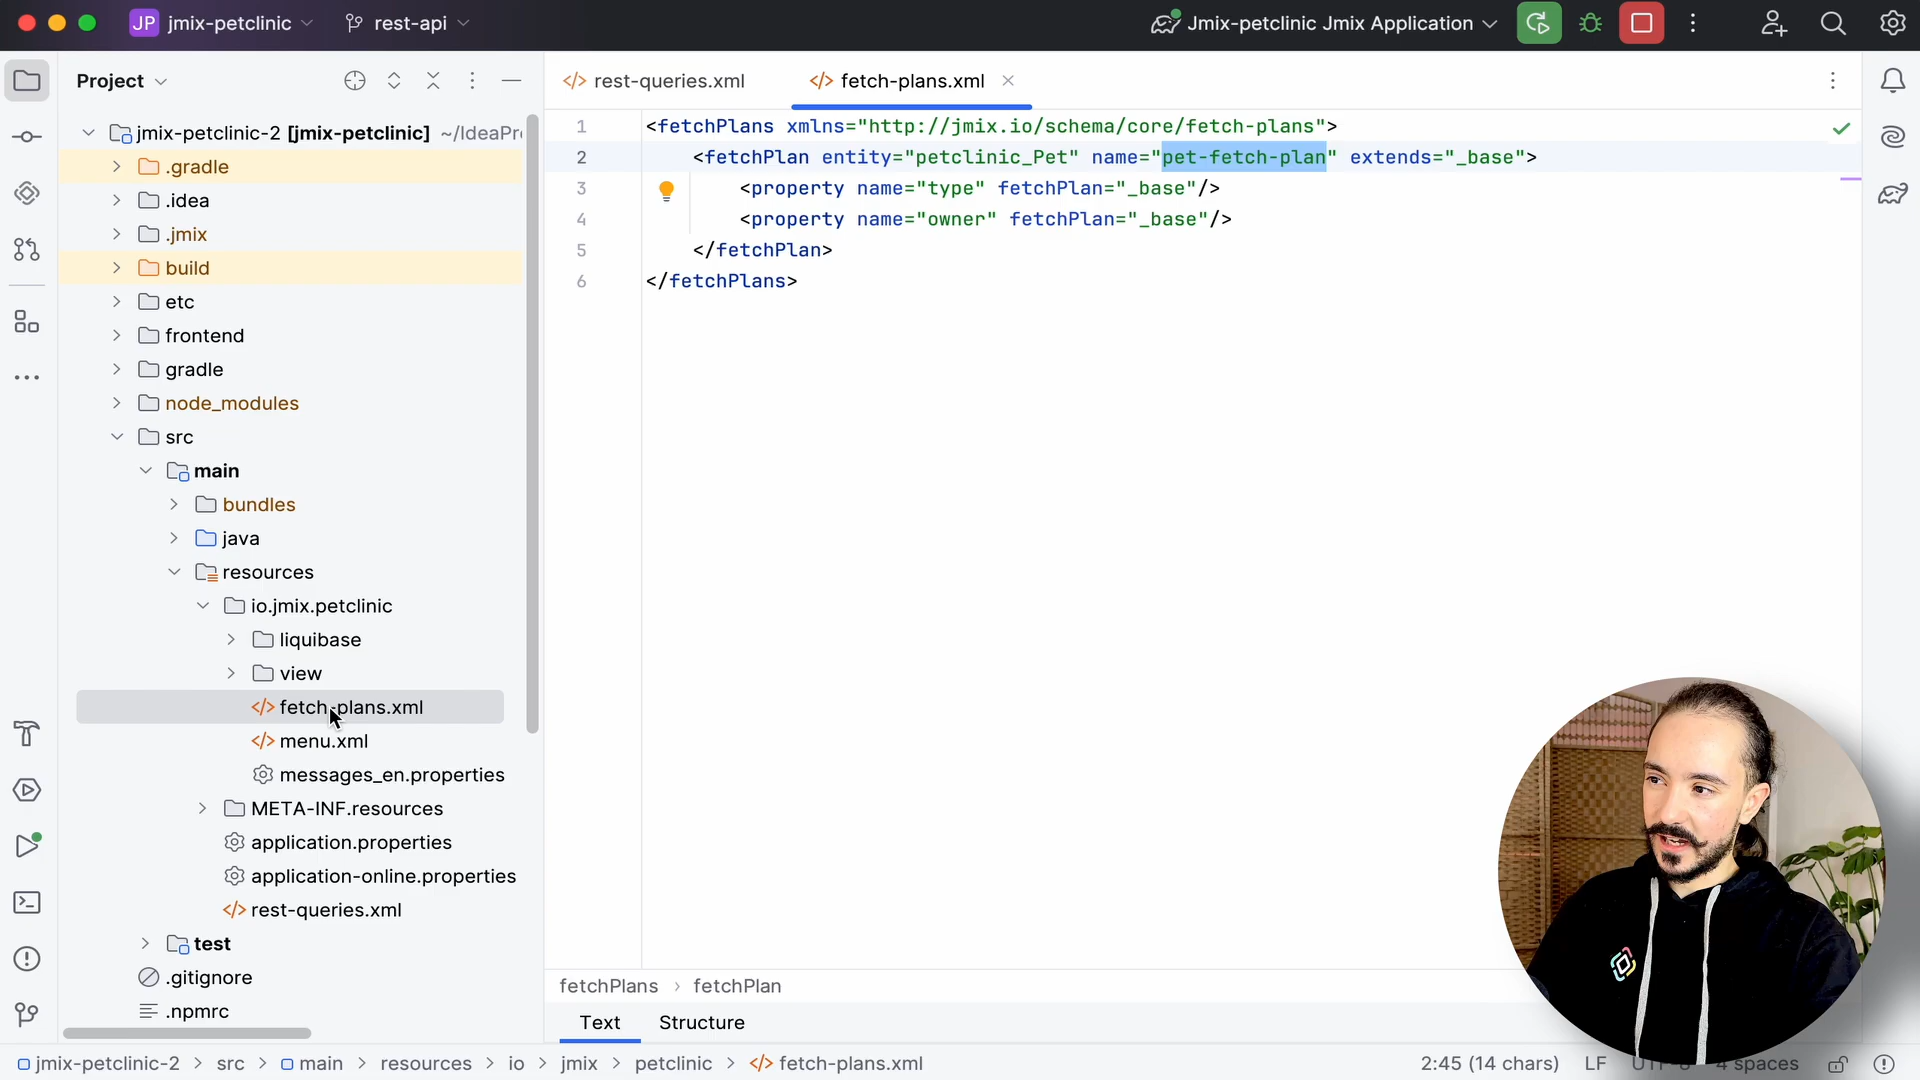 JP jmix-petclinic rest-api Jmix-petclinic Jmix Application
Project
jmix-petclinic-2 [jmix-petclinic] ~/IdeaPr
.gradle
.idea
.jmix
build
etc
frontend
gradle
node_modules
src
main
bundles
java
resources
io.jmix.petclinic
liquibase
view
fetch-plans.xml
menu.xml
messages_en.properties
META-INF.resources
application.properties
application-online.properties
rest-queries.xml
test
.gitignore
.npmrc
rest-queries.xml fetch-plans.xml
1 <fetchPlans xmlns="http://jmix.io/schema/core/fetch-plans">
2 <fetchPlan entity="petclinic_Pet" name="pet-fetch-plan" extends="_base">
3 <property name="type" fetchPlan="_base"/>
4 <property name="owner" fetchPlan="_base"/>
5 </fetchPlan>
6 </fetchPlans>
fetchPlans > fetchPlan
Text Structure
jmix-petclinic-2 > src > main > resources > io > jmix > petclinic > fetch-plans.xml 2:45 (14 chars) LF spaces